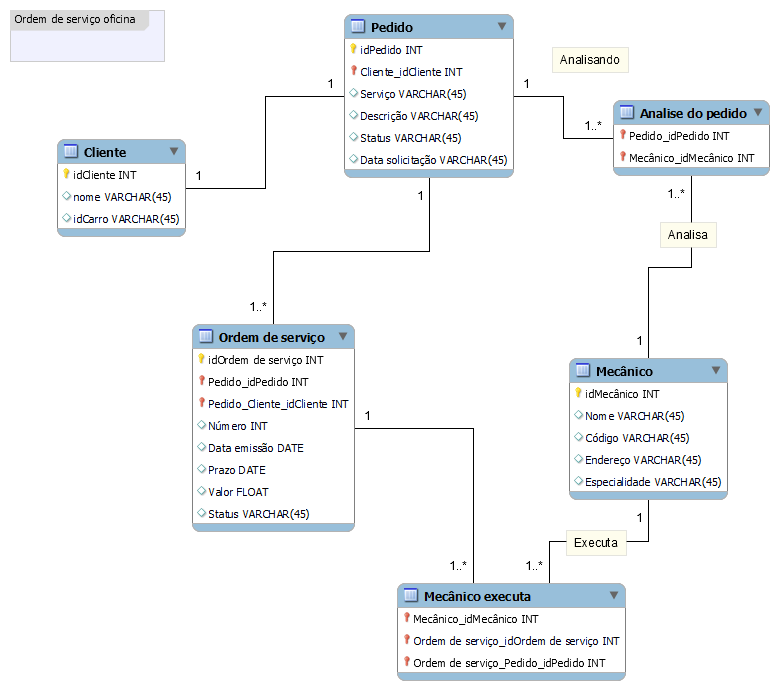 Ordem de serviço oficina
Pedido
idPedido INT
Cliente_idCliente INT
Serviço VARCHAR(45)
Descrição VARCHAR(45)
Status VARCHAR(45)
Data solicitação VARCHAR(45)
Analisando
1
1
1..*
Analise do pedido
Pedido_idPedido INT
Mecânico_idMecânico INT
Cliente
idCliente INT
nome VARCHAR(45)
idCarro VARCHAR(45)
1
1
1..*
Analisa
1..*
1
Ordem de serviço
idOrdem de serviço INT
Pedido_idPedido INT
Pedido_Cliente_idCliente INT
Número INT
Data emissão DATE
Prazo DATE
Valor FLOAT
Status VARCHAR(45)
Mecânico
idMecânico INT
Nome VARCHAR(45)
Código VARCHAR(45)
Endereço VARCHAR(45)
Especialidade VARCHAR(45)
1
1
Executa
1..*
1..*
Mecânico executa
Mecânico_idMecânico INT
Ordem de serviço_idOrdem de serviço INT
Ordem de serviço_Pedido_idPedido INT